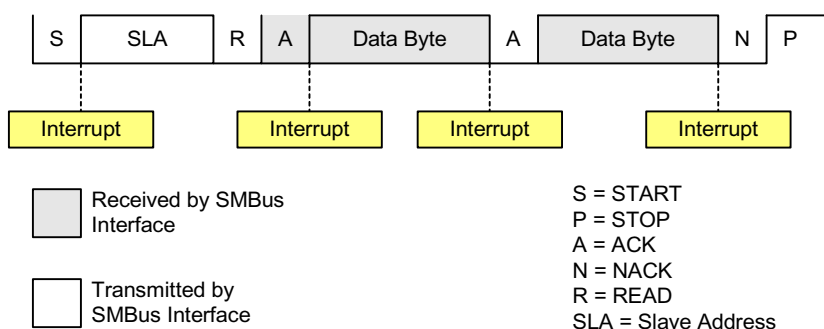 S SLA R A Data Byte A Data Byte N P
Interrupt Interrupt Interrupt Interrupt
Received by SMBus
Interface
Transmitted by
SMBus Interface
S = START
P = STOP
A = ACK
N = NACK
R = READ
SLA = Slave Address